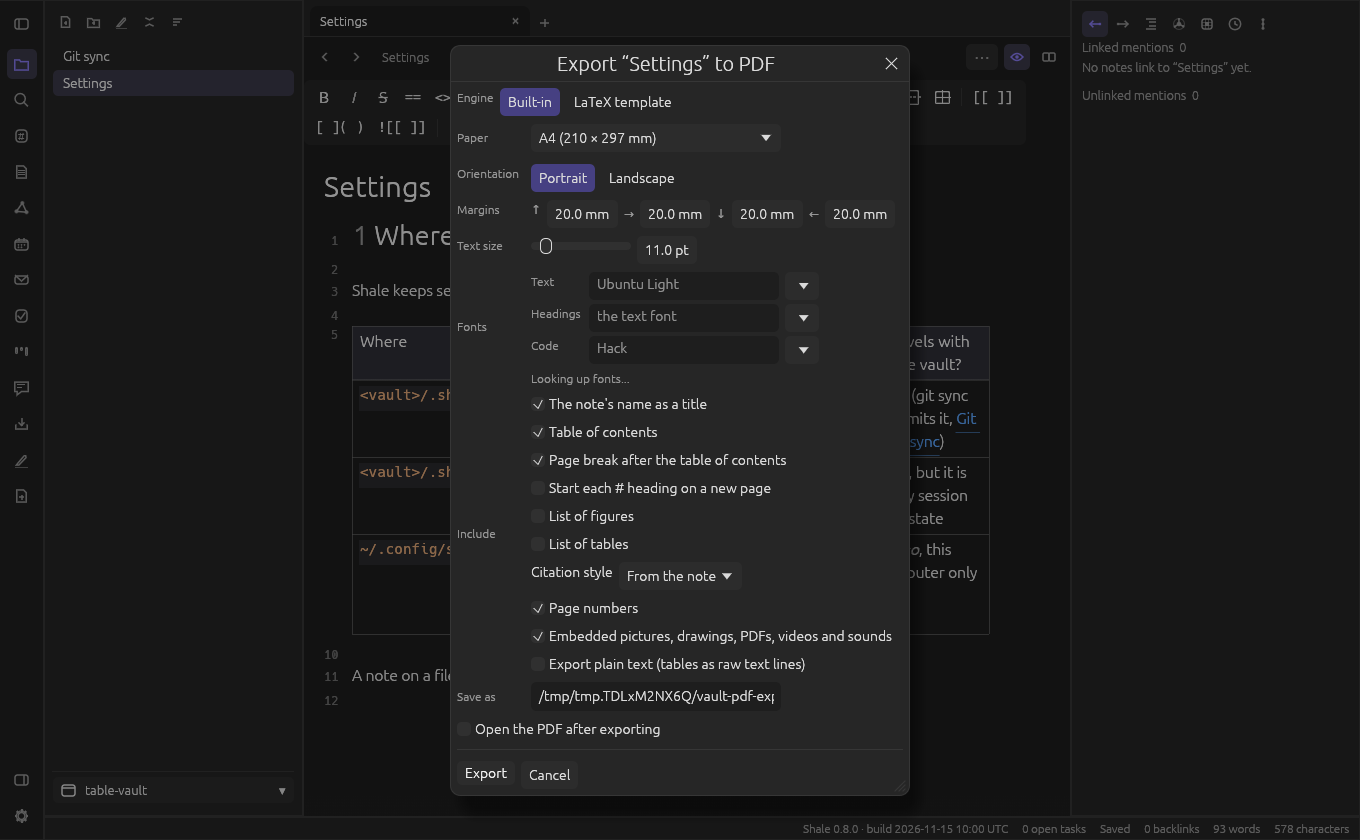 Git sync
Settings
table-vault
Settings
Settings
B I S == <>
[[ ]]
[ ]( ) ![[ ]]
Settings
1
1 Where
2
3
Shale keeps se
4
5
Where
vels with
e vault?
<vault>/.sh
(git sync
mits it, Git
sync)
<vault>/.sh
, but it is
y session
state
~/.config/s
o, this
outer only
10
11
A note on a file
12
Export “Settings” to PDF
Engine
Built-in
LaTeX template
Paper
A4 (210 × 297 mm)
Orientation
Portrait
Landscape
Margins
↑ 20.0 mm → 20.0 mm ↓ 20.0 mm ← 20.0 mm
Text size
11.0 pt
Fonts
Text
Ubuntu Light
Headings
the text font
Code
Hack
Looking up fonts...
Include
The note's name as a title
Table of contents
Page break after the table of contents
Start each # heading on a new page
List of figures
List of tables
Citation style
From the note
Page numbers
Embedded pictures, drawings, PDFs, videos and sounds
Export plain text (tables as raw text lines)
Save as
/tmp/tmp.TDLxM2NX6Q/vault-pdf-exp
Open the PDF after exporting
Export
Cancel
Linked mentions 0
No notes link to “Settings” yet.
Unlinked mentions 0
Shale 0.8.0 · build 2026-11-15 10:00 UTC
0 open tasks
Saved
0 backlinks
93 words
578 characters